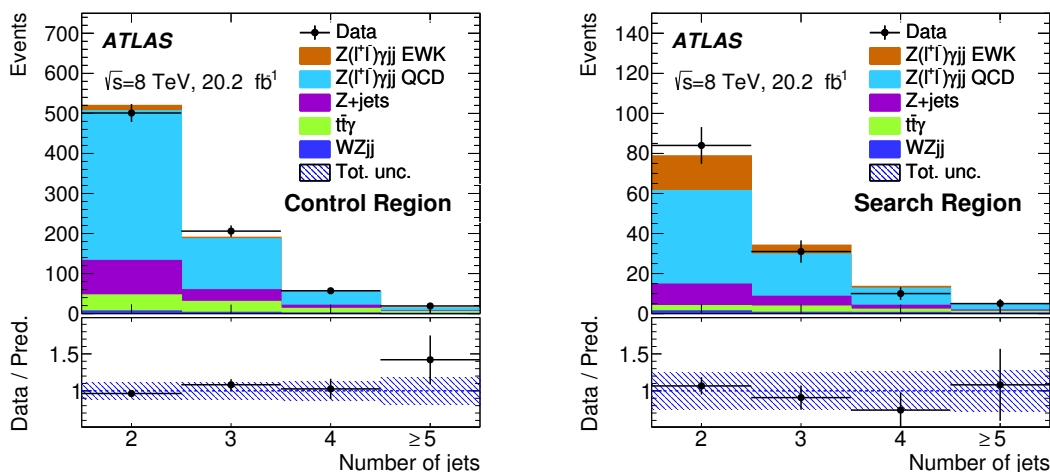 Events
700
600
500
400
300
200
100
0
ATLAS
√s=8 TeV, 20.2 fb¹
Data
Z(l⁺l⁻)γjj EWK
Z(l⁺l⁻)γjj QCD
Z+jets
tt̄γ
WZjj
Tot. unc.
Control Region
Data / Pred.
1.5
1
2 3 4 ≥5
Number of jets
Events
140
120
100
80
60
40
20
0
ATLAS
√s=8 TeV, 20.2 fb¹
Data
Z(l⁺l⁻)γjj EWK
Z(l⁺l⁻)γjj QCD
Z+jets
tt̄γ
WZjj
Tot. unc.
Search Region
Data / Pred.
1.5
1
2 3 4 ≥5
Number of jets